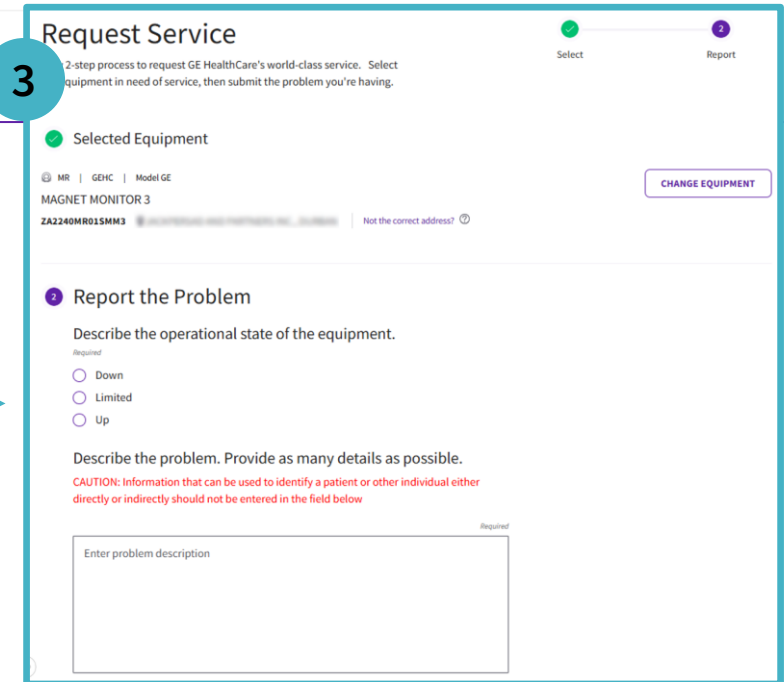 Request Service
2-step process to request GE HealthCare's world-class service. Select
quipment in need of service, then submit the problem you're having.
Select
2
Report
3
Selected Equipment
MR | GEHC | Model GE
MAGNET MONITOR 3
CHANGE EQUIPMENT
ZA2240MR01SMM3
Not the correct address? ?
2 Report the Problem
Describe the operational state of the equipment.
Required
Down
Limited
Up
Describe the problem. Provide as many details as possible.
CAUTION: Information that can be used to identify a patient or other individual either
directly or indirectly should not be entered in the field below
Required
Enter problem description